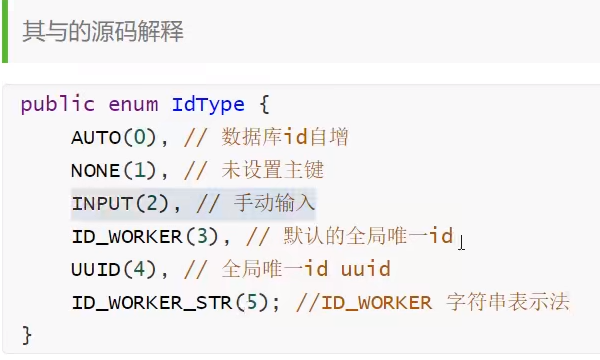 其与的源码解释
public enum IdType {
AUTO(0), // 数据库id自增
NONE(1), // 未设置主键
INPUT(2), // 手动输入
ID_WORKER(3), // 默认的全局唯一id
UUID(4), // 全局唯一id uuid
ID_WORKER_STR(5); //ID_WORKER 字符串表示法
}